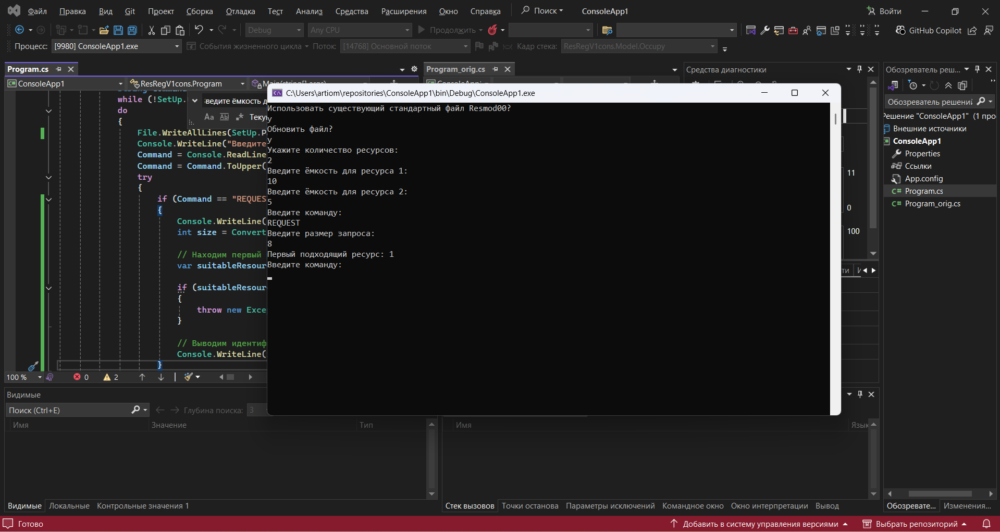 Файл Правка Вид Git Проект Сборка Отладка Тест Анализ Средства Расширения Окно Справка Поиск ConsoleApp1 Войти
Debug Any CPU Продолжить GitHub Copilot
Процесс: [9980] ConsoleApp1.exe События жизненного цикла Поток: [14768] Основной поток Кадр стека: ResRegV1cons.Model.Occupy
Program.cs Program_orig.cs Средства диагностики Обозреватель реш...
ConsoleApp1 ResRegV1cons.Program Main(string[] args)
C:\Users\artiom\repositories\ConsoleApp1\bin\Debug\ConsoleApp1.exe
Использовать существующий стандартный файл Resmod00?
y
Обновить файл?
y
Укажите количество ресурсов:
2
Введите ёмкость для ресурса 1:
10
Введите ёмкость для ресурса 2:
5
Введите команду:
REQUEST
Введите размер запроса:
8
Первый подходящий ресурс: 1
Введите команду:
while (!SetUp.
do
{
File.WriteAllLines(SetUp.P
Console.WriteLine("Введите
Command = Console.ReadLine
Command = Command.ToUpper(
try
{
if (Command == "REQUES
{
Console.WriteLine(
int size = Convert
// Находим первый
var suitableResour
if (suitableResour
{
throw new Exce
}
// Выводим идентиф
Console.WriteLine(
}
введите ёмкость д
Aa Ab .* Текущ
11
0
100
ти
Обозреватель решений
Решение "ConsoleApp1" (1 про
Внешние источники
ConsoleApp1
Properties
Ссылки
App.config
C# Program.cs
C# Program_orig.cs
100 % 0 2
Видимые
Поиск (Ctrl+E) Глубина поиска: 3
Имя Значение Тип Имя Язык
Видимые Локальные Контрольные значения 1 Стек вызовов Точки останова Параметры исключений Командное окно Окно интерпретации Вывод Обозревате... Изменения...
Готово Добавить в систему управления версиями Выбрать репозиторий